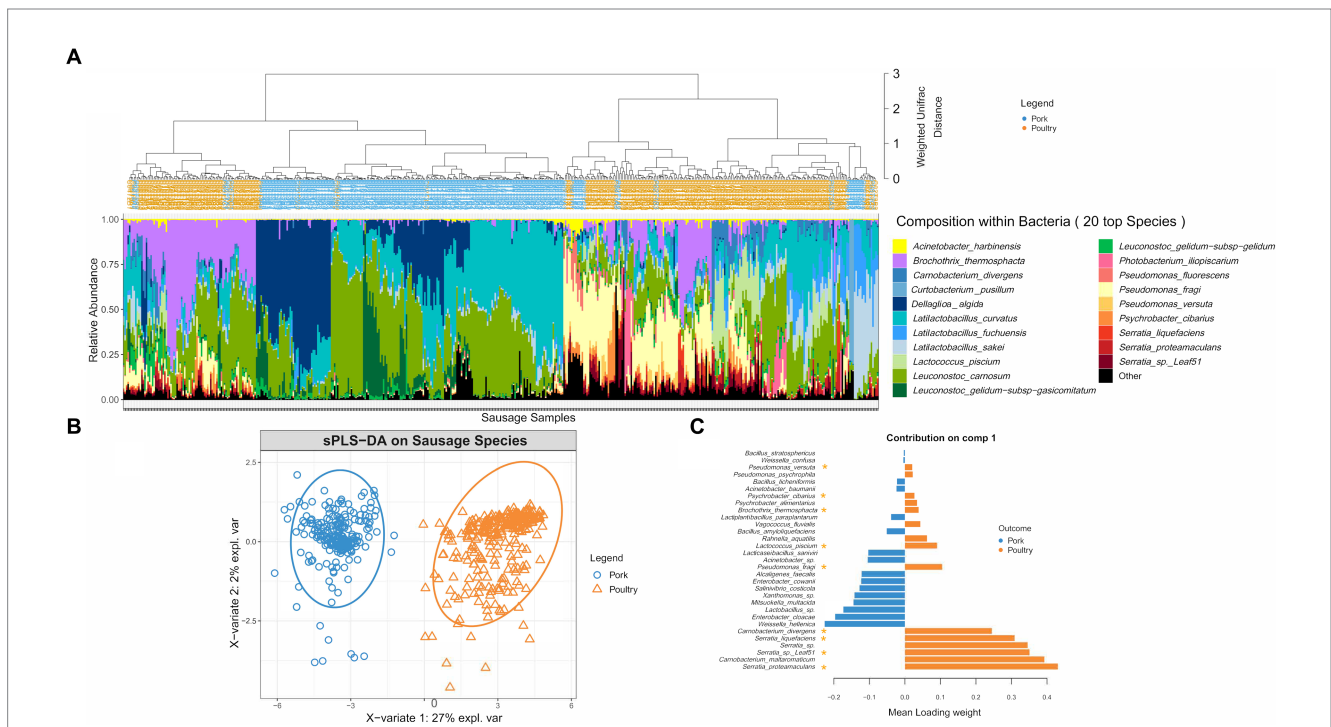 A
3
2
1
0
Weighted Unifrac
Distance
Legend
Pork
Poultry
1.00
0.75
0.50
0.25
0.00
Relative Abundance
Sausage Samples
Composition within Bacteria ( 20 top Species )
Acinetobacter_harbinensis
Brochothrix_thermosphacta
Carnobacterium_divergens
Curtobacterium_pusillum
Dellaglioa_algida
Latilactobacillus_curvatus
Latilactobacillus_fuchuensis
Latilactobacillus_sakei
Lactococcus_piscium
Leuconostoc_carnosum
Leuconostoc_gelidum-subsp-gasicomitatum
Leuconostoc_gelidum-subsp-gelidum
Photobacterium_iliopiscarium
Pseudomonas_fluorescens
Pseudomonas_fragi
Pseudomonas_versuta
Psychrobacter_cibarius
Serratia_liquefaciens
Serratia_proteamaculans
Serratia_sp._Leaf51
Other
B
sPLS-DA on Sausage Species
2.5
0.0
-2.5
X-variate 2: 2% expl. var
-6
-3
0
3
6
X-variate 1: 27% expl. var
Legend
Pork
Poultry
C
Contribution on comp 1
Bacillus_stratosphericus
Weissella_confusa
Pseudomonas_versuta
Pseudomonas_psychrophila
Bacillus_licheniformis
Acinetobacter_baumanii
Psychrobacter_cibarius
Psychrobacter_alimentarius
Brochothrix_thermosphacta
Lactiplantibacillus_paraplantarum
Vagococcus_fluvialis
Bacillus_amyloliquefaciens
Rahnella_aquatilis
Lactococcus_piscium
Lacticaseibacillus_saniviri
Acinetobacter_sp.
Pseudomonas_fragi
Alcaligenes_faecalis
Enterobacter_cowanii
Salinivibrio_costicola
Xanthomonas_sp.
Mitsuokella_multacida
Lactobacillus_sp.
Enterobacter_cloacae
Weissella_hellenica
Carnobacterium_divergens
Serratia_liquefaciens
Serratia_sp.
Serratia_sp._Leaf51
Carnobacterium_maltaromaticum
Serratia_proteamaculans
-0.2
-0.1
0.0
0.1
0.2
0.3
0.4
Mean Loading weight
Outcome
Pork
Poultry